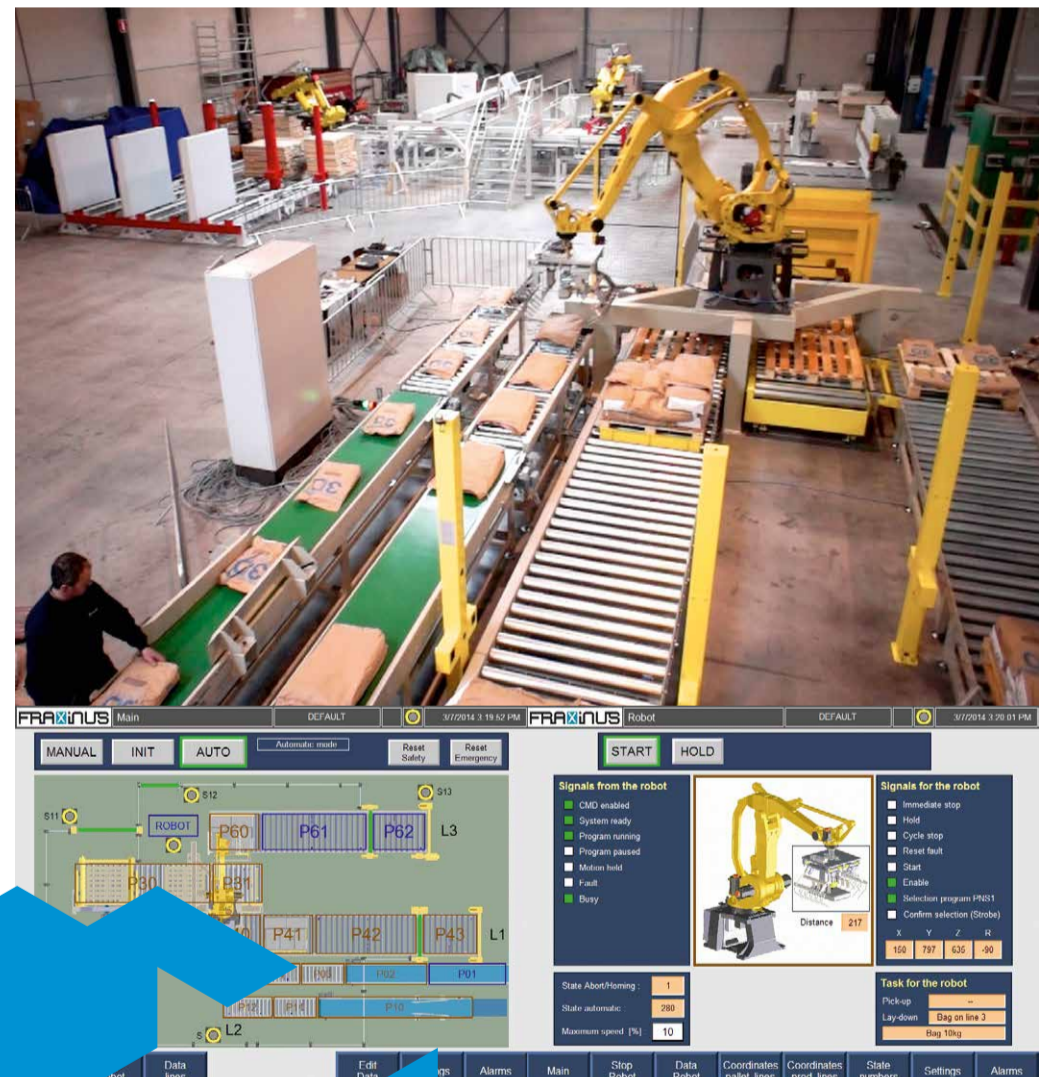 FRAXINUS Main DEFAULT 3/7/2014 3:19:52 PM
MANUAL INIT AUTO Automatic mode Reset Safety Reset Emergency
S12
S13
S11
ROBOT
P60 P61 P62 L3
P30 P31
P41 P42 P43 L1
P02 P01
P12 P11 P10
S L2
Data lines
Edit Data
Alarms
FRAXINUS Robot DEFAULT 3/7/2014 3:20:01 PM
START HOLD
Signals from the robot
CMD enabled
System ready
Program running
Program paused
Motion held
Fault
Busy
Distance 217
Signals for the robot
Immediate stop
Hold
Cycle stop
Reset fault
Start
Enable
Selection program PNS1
Confirm selection (Strobe)
X Y Z R
150 797 635 -90
State Abort/Homing : 1
State automatic : 280
Maximum speed [%] 10
Task for the robot
Pick-up --
Lay-down Bag on line 3
Bag 10kg
Main Stop Robot Data Robot Coordinates pallet lines Coordinates prod. lines State numbers Settings Alarms